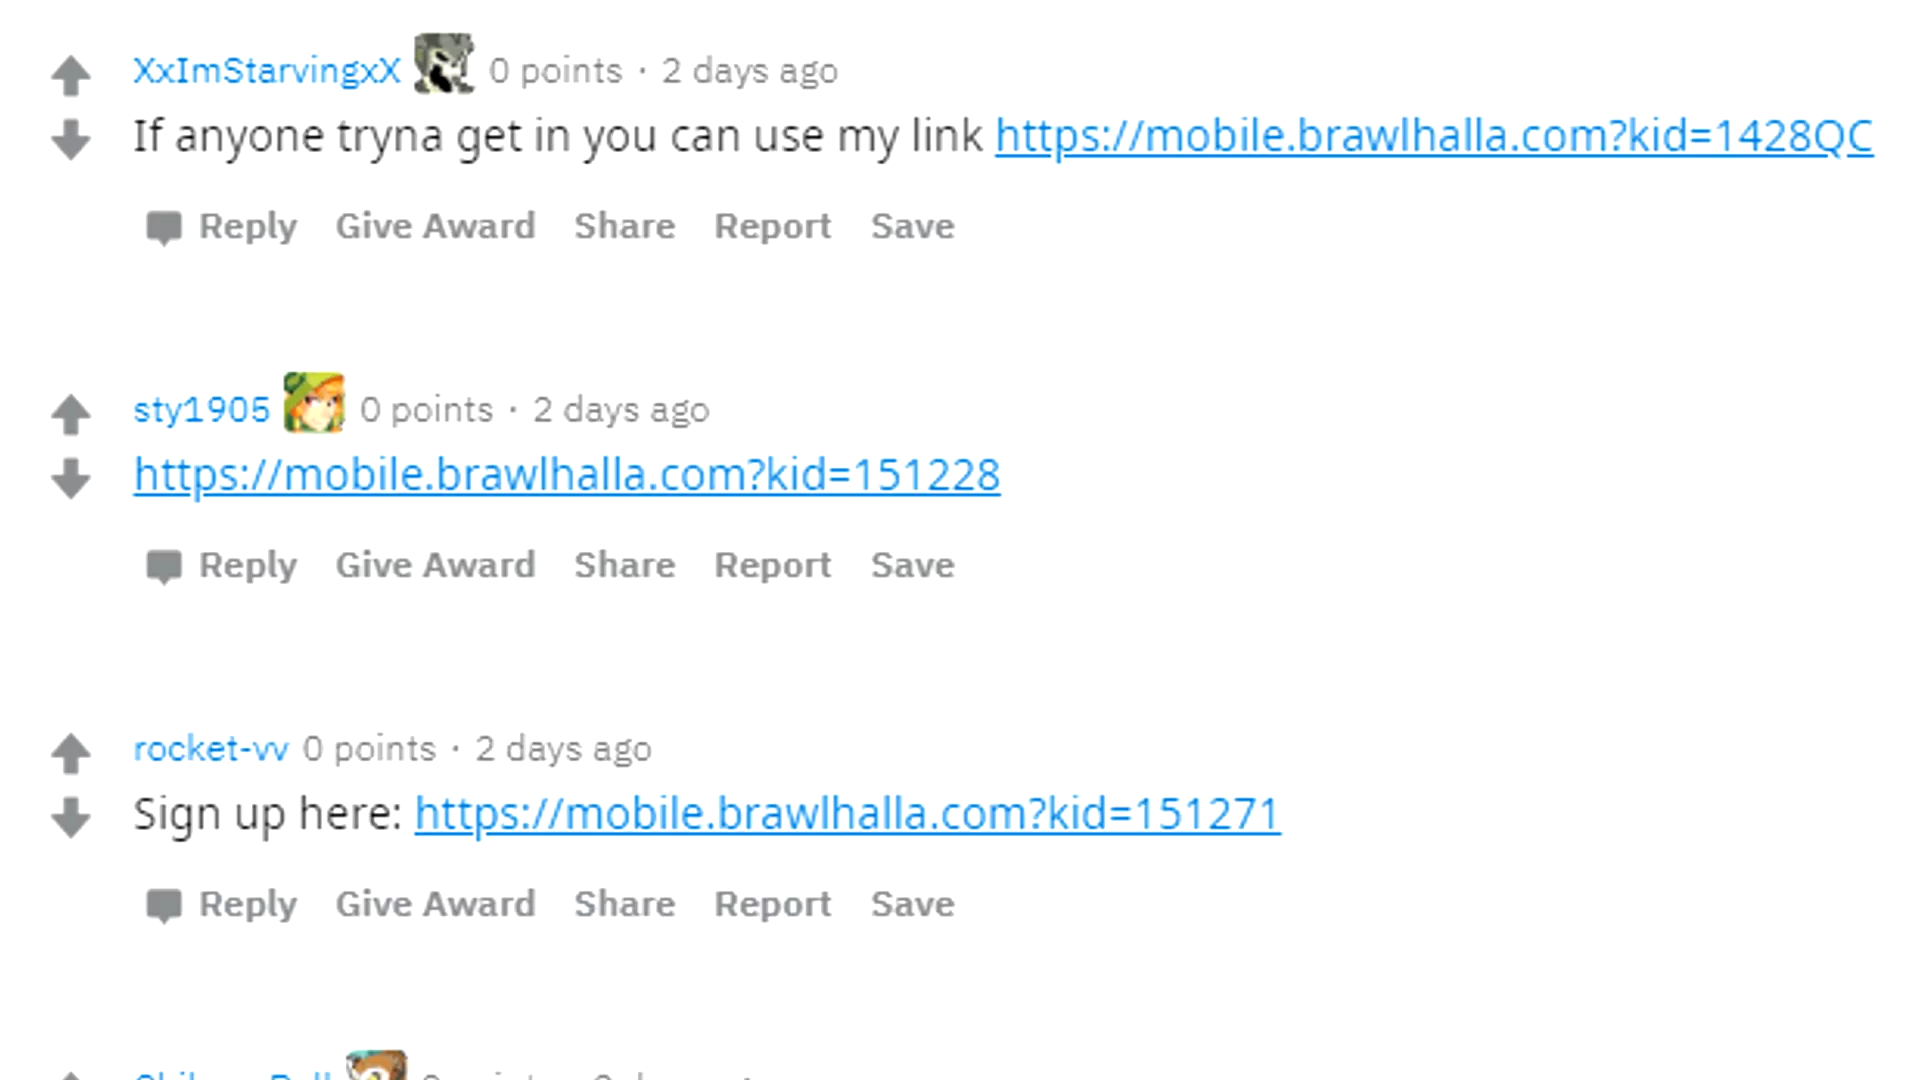 XxImStarvingxX 0 points · 2 days ago
If anyone tryna get in you can use my link https://mobile.brawlhalla.com?kid=1428QC
Reply Give Award Share Report Save
sty1905 0 points · 2 days ago
https://mobile.brawlhalla.com?kid=151228
Reply Give Award Share Report Save
rocket-vv 0 points · 2 days ago
Sign up here: https://mobile.brawlhalla.com?kid=151271
Reply Give Award Share Report Save